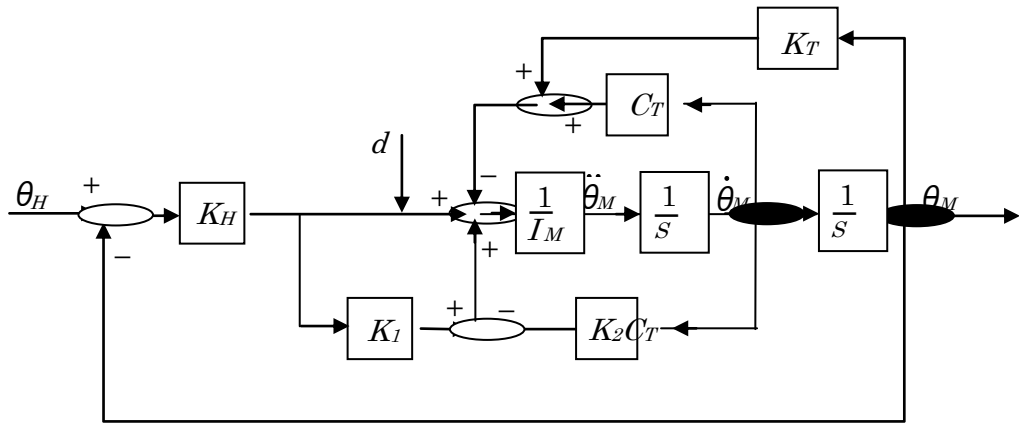 K_T
+
C_T
+
d
θ_H
+
K_H
+
−
−
1/I_M
θ̈_M
1/s
θ̇_M
1/s
θ_M
−
+
K_1
+
−
K_2C_T